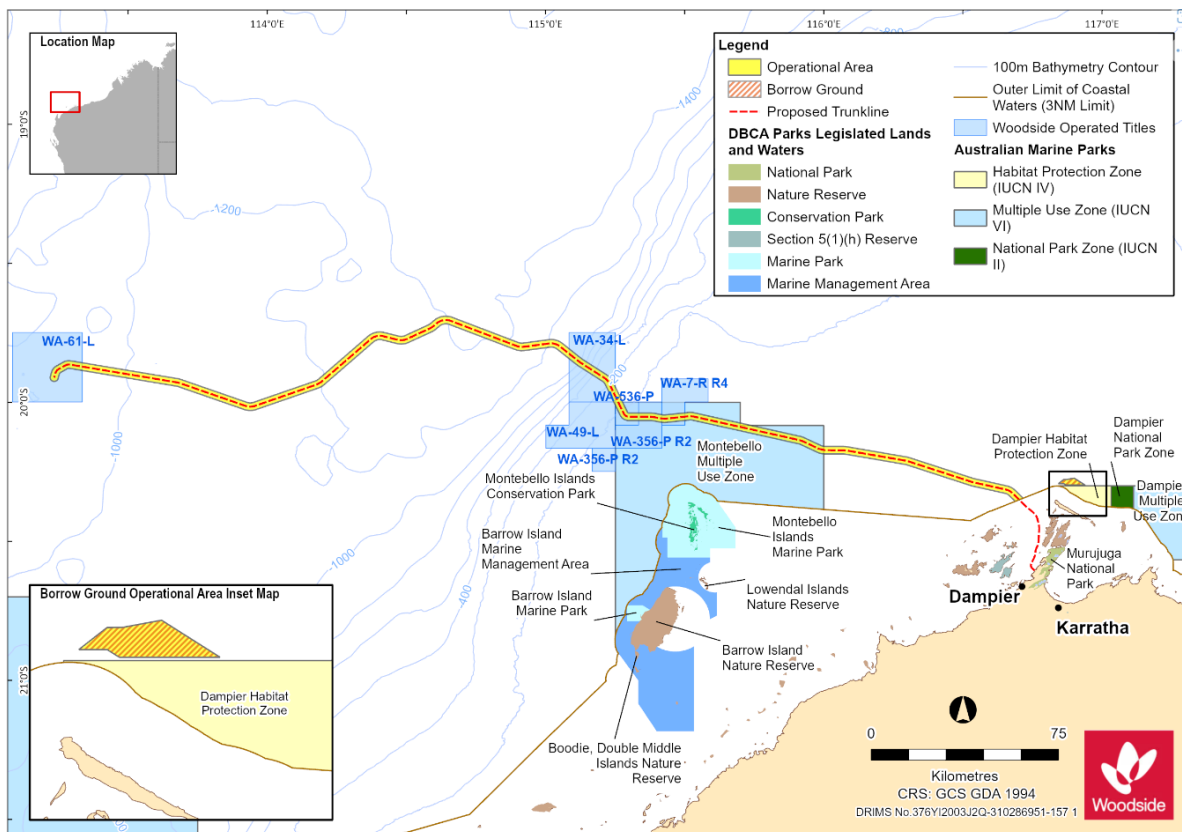 114°0'E
115°0'E
116°0'E
117°0'E
Location Map
19°0'S
20°0'S
21°0'S
Legend
Operational Area
Borrow Ground
Proposed Trunkline
DBCA Parks Legislated Lands
and Waters
National Park
Nature Reserve
Conservation Park
Section 5(1)(h) Reserve
Marine Park
Marine Management Area
100m Bathymetry Contour
Outer Limit of Coastal
Waters (3NM Limit)
Woodside Operated Titles
Australian Marine Parks
Habitat Protection Zone
(IUCN IV)
Multiple Use Zone (IUCN
VI)
National Park Zone (IUCN
II)
-800
-1400
-1200
-1000
-200
-1000
-400
WA-61-L
WA-34-L
WA-7-R R4
WA-536-P
WA-49-L
WA-356-P R2
WA-356-P R2
Montebello
Multiple
Use Zone
Dampier Habitat
Protection Zone
Dampier
National
Park Zone
Dampier
Multiple
Use Zone
Montebello Islands
Conservation Park
Barrow Island
Marine
Management Area
Barrow Island
Marine Park
Montebello
Islands
Marine Park
Lowendal Islands
Nature Reserve
Barrow Island
Nature Reserve
Boodie, Double Middle
Islands Nature
Reserve
Murujuga
National
Park
Dampier
Karratha
Borrow Ground Operational Area Inset Map
Dampier Habitat
Protection Zone
0
75
Kilometres
CRS: GCS GDA 1994
DRIMS No.376YI2003J2Q-310286951-157 1
Woodside